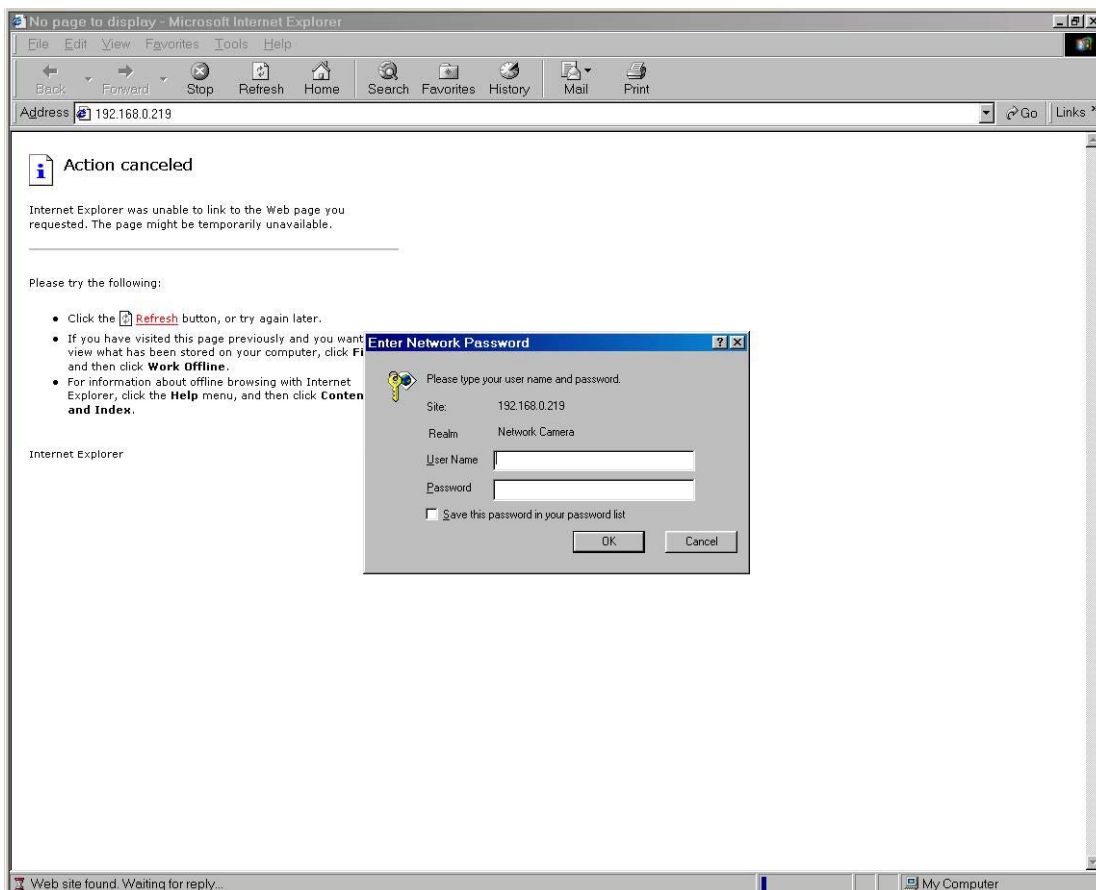 No page to display - Microsoft Internet Explorer
File Edit View Favorites Tools Help
Back Forward Stop Refresh Home Search Favorites History Mail Print
Address 192.168.0.219 Go Links
Action canceled
Internet Explorer was unable to link to the Web page you
requested. The page might be temporarily unavailable.
Please try the following:
Click the Refresh button, or try again later.
If you have visited this page previously and you want
view what has been stored on your computer, click Fi
and then click Work Offline.
For information about offline browsing with Internet
Explorer, click the Help menu, and then click Conten
and Index.
Internet Explorer
Enter Network Password
Please type your user name and password.
Site: 192.168.0.219
Realm Network Camera
User Name
Password
Save this password in your password list
OK Cancel
Web site found. Waiting for reply... My Computer